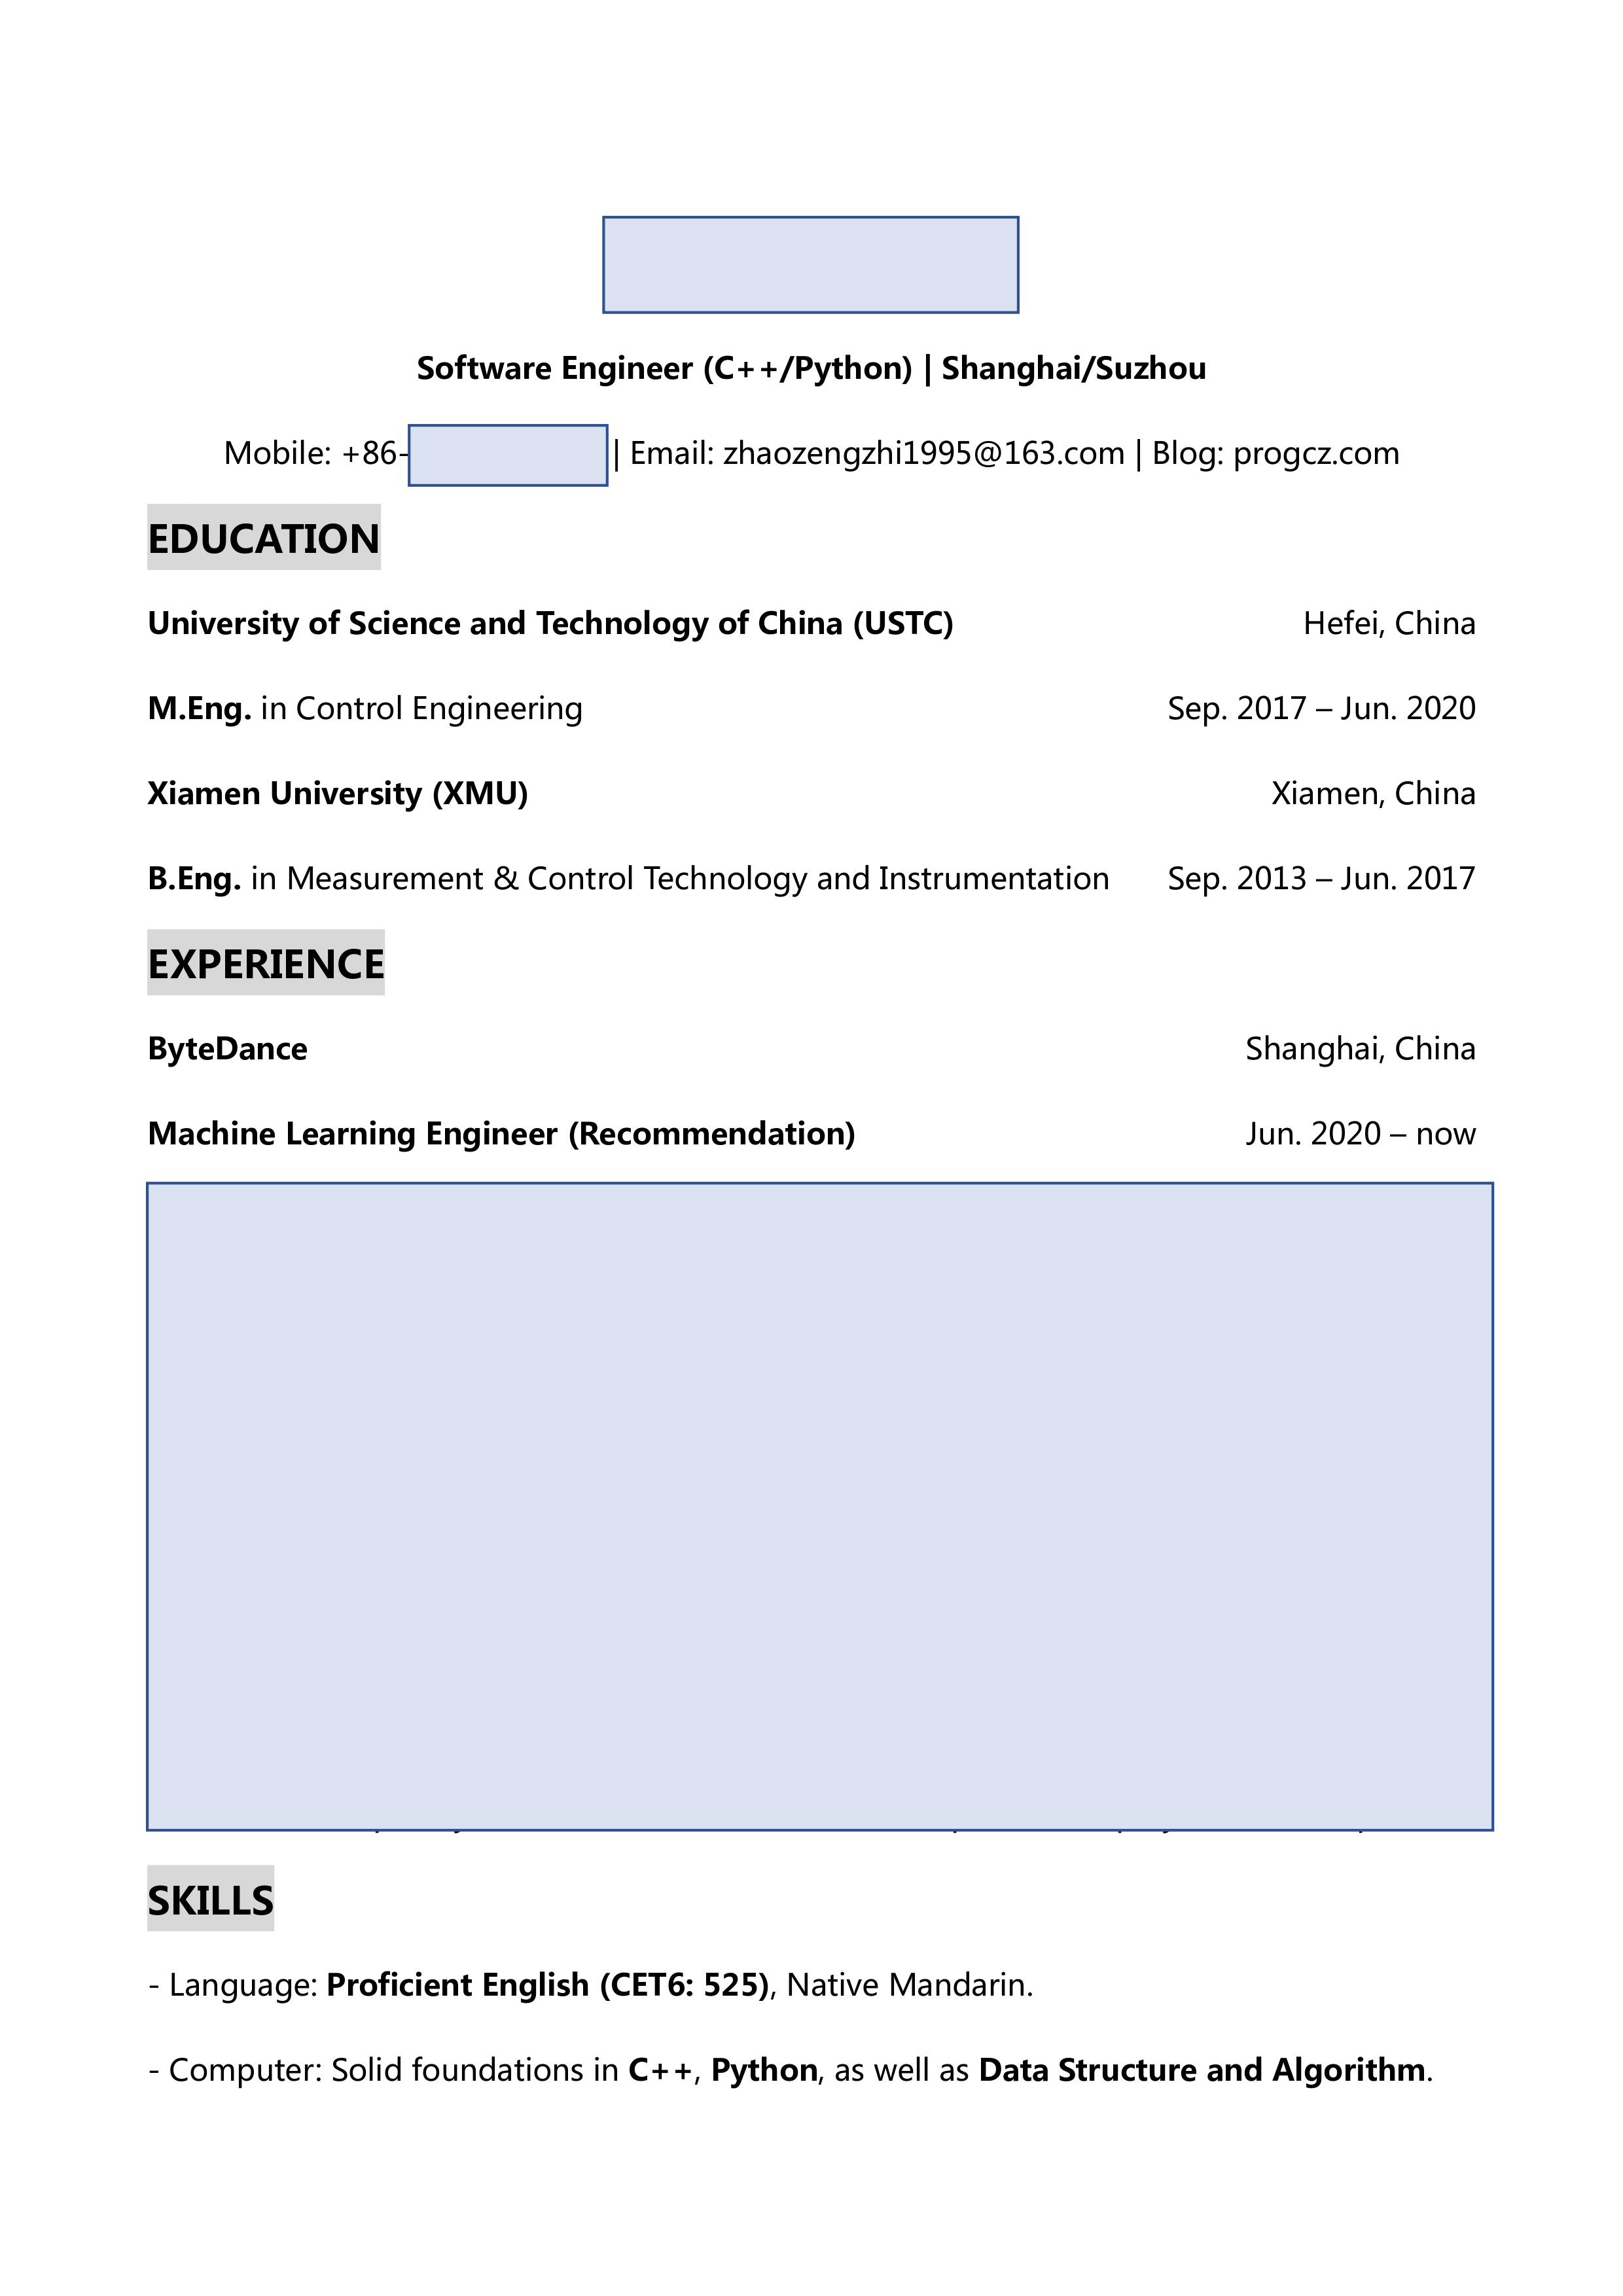 Software Engineer (C++/Python) | Shanghai/Suzhou
Mobile: +86- | Email: zhaozengzhi1995@163.com | Blog: progcz.com
EDUCATION
University of Science and Technology of China (USTC) Hefei, China
M.Eng. in Control Engineering Sep. 2017 – Jun. 2020
Xiamen University (XMU) Xiamen, China
B.Eng. in Measurement & Control Technology and Instrumentation Sep. 2013 – Jun. 2017
EXPERIENCE
ByteDance Shanghai, China
Machine Learning Engineer (Recommendation) Jun. 2020 – now
SKILLS
- Language: Proficient English (CET6: 525), Native Mandarin.
- Computer: Solid foundations in C++, Python, as well as Data Structure and Algorithm.